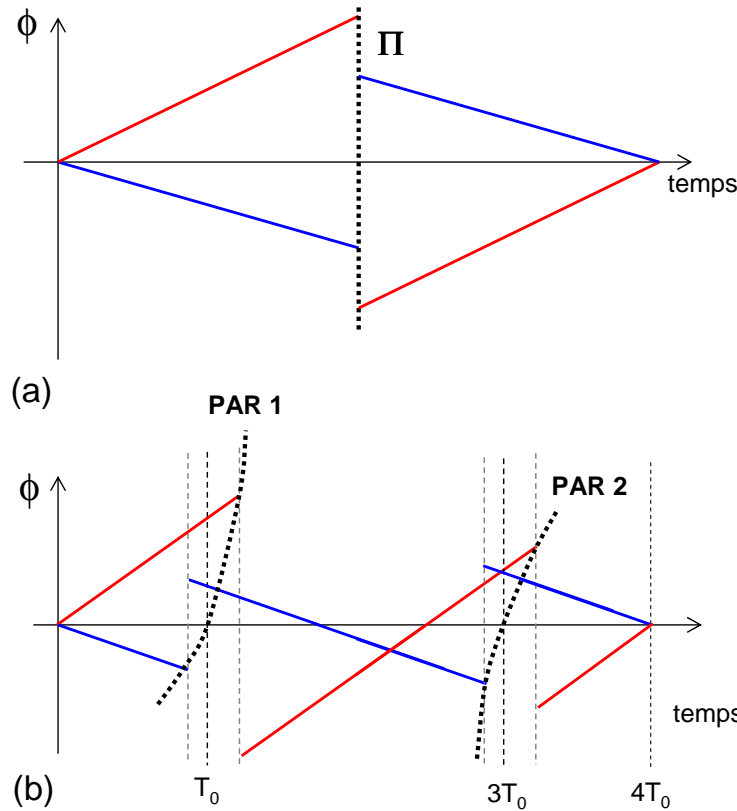 ϕ
Π
temps
(a)
PAR 1
ϕ
PAR 2
temps
(b)
T₀
3T₀
4T₀